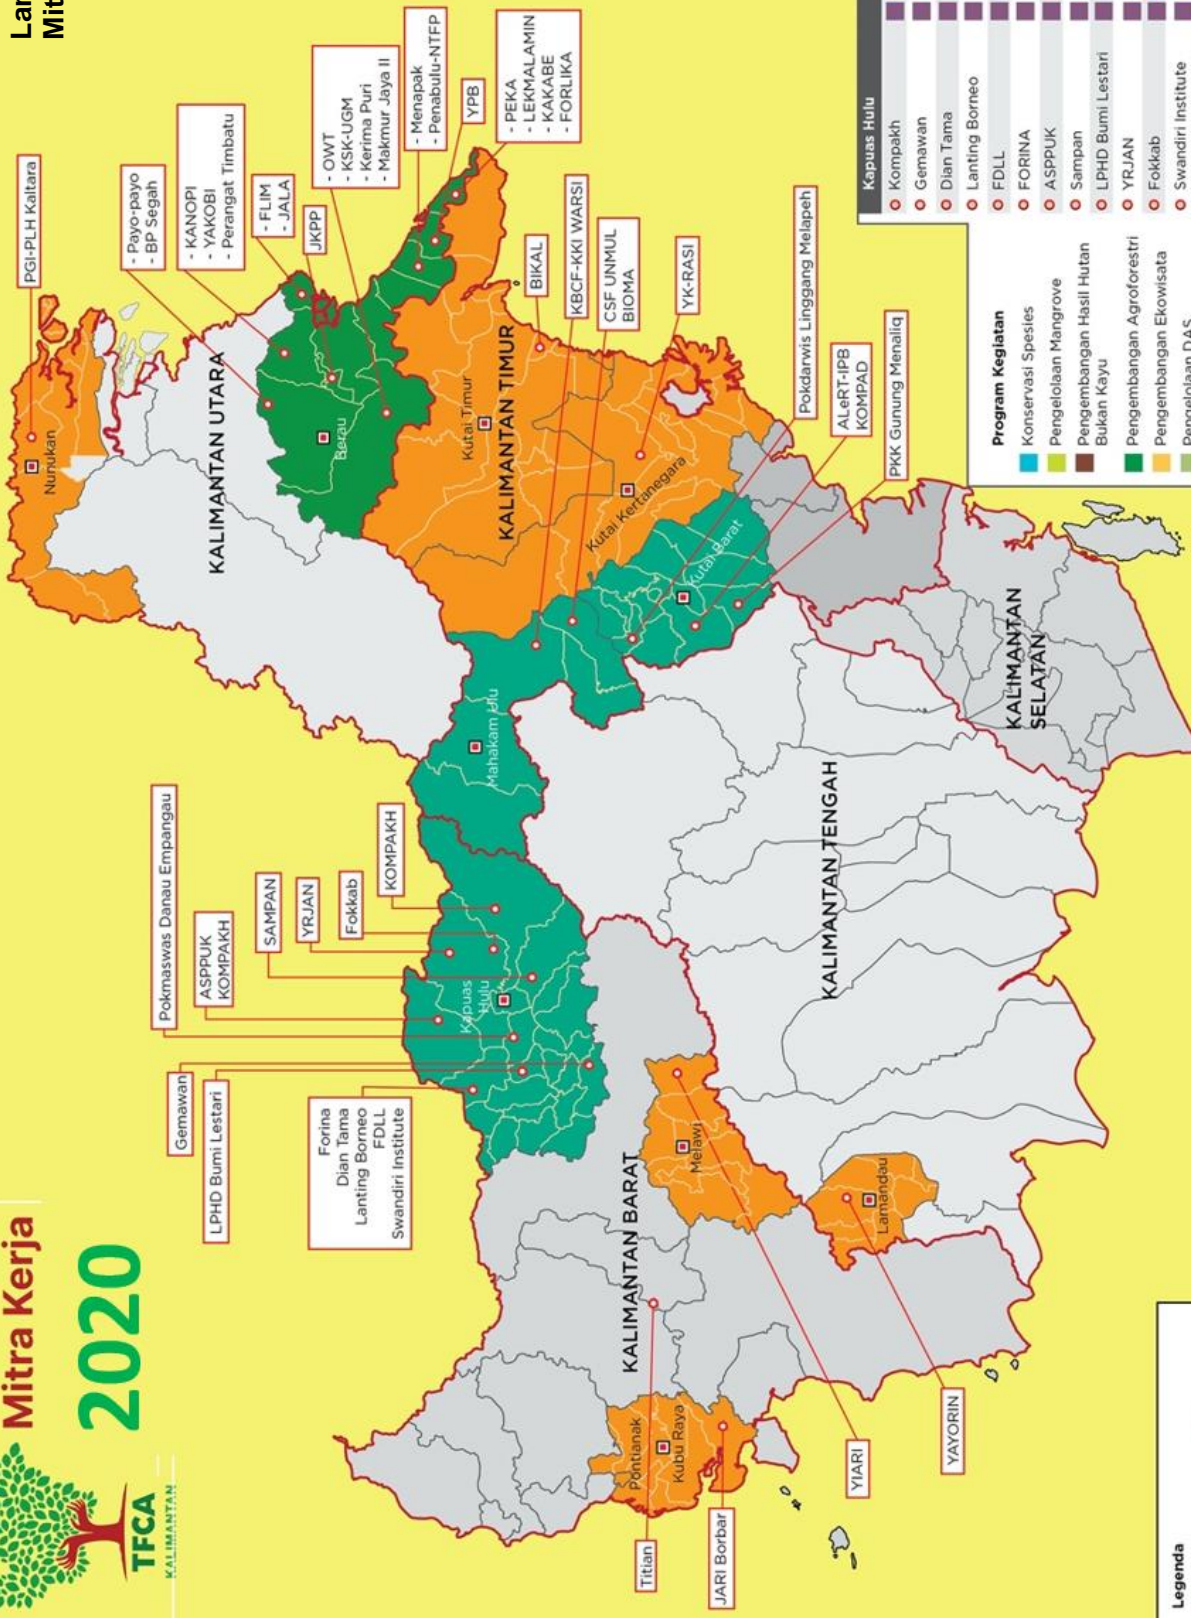 Mitra Kerja
2020
TFCA
KALIMANTAN
Lan
Mit
Gemawan
LPHD Bumi Lestari
Pokmaswas Danau Empangau
ASPPUK
KOMPAKH
SAMPAN
YRJAN
Fokkab
KOMPAKH
Forina
Dian Tama
Lanting Borneo
FDLL
Swandiri Institute
PGI-PLH Kaltara
- Payo-payo
- BP Segah
- KANOPI
- YAKOBI
- Perangat Timbatu
- FLIM
- JALA
JKPP
- OWT
- KSK-UGM
- Kerima Puri
- Makmur Jaya II
- Menapak
- Penabulu-NTFP
YPB
- PEKA
- LEKMALAMIN
- KAKABE
- FORLIKA
BIKAL
KBCF-KKI WARSI
CSF UNMUL
BIOMA
YK-RASI
Pokdarwis Linggang Melapeh
ALeRT-IPB
KOMPAD
PKK Gunung Menaliq
Nunukan
KALIMANTAN UTARA
Berau
Kutai Timur
KALIMANTAN TIMUR
Kutai Kertanegara
Kutai Barat
Mahakam Ulu
Kapuas
Hulu
KALIMANTAN BARAT
Melawi
Lamandau
Pontianak
Kubu Raya
KALIMANTAN TENGAH
KALIMANTAN
SELATAN
Titian
JARI Borbar
YIARI
YAYORIN
Legenda
Program Kegiatan
Konservasi Spesies
Pengelolaan Mangrove
Pengembangan Hasil Hutan
Bukan Kayu
Pengembangan Agroforestri
Pengembangan Ekowisata
Pengelolaan DAS
Kapuas Hulu
Kompakh
Gemawan
Dian Tama
Lanting Borneo
FDLL
FORINA
ASPPUK
Sampan
LPHD Bumi Lestari
YRJAN
Fokkab
Swandiri Institute